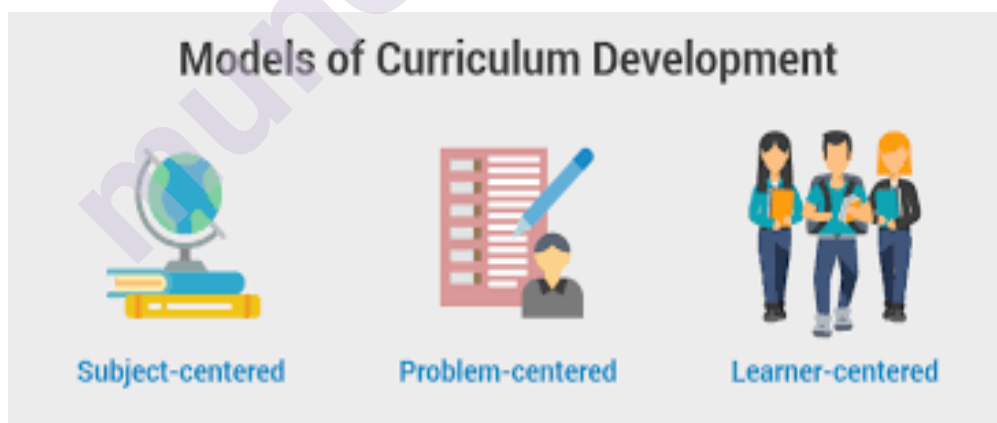 Models of Curriculum Development
Subject-centered
Problem-centered
Learner-centered